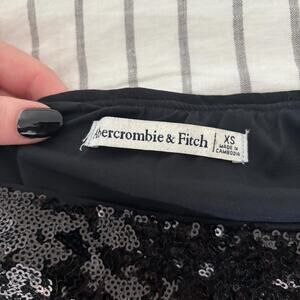 Abercrombie & Fitch
XS
MADE IN
CAMBODIA